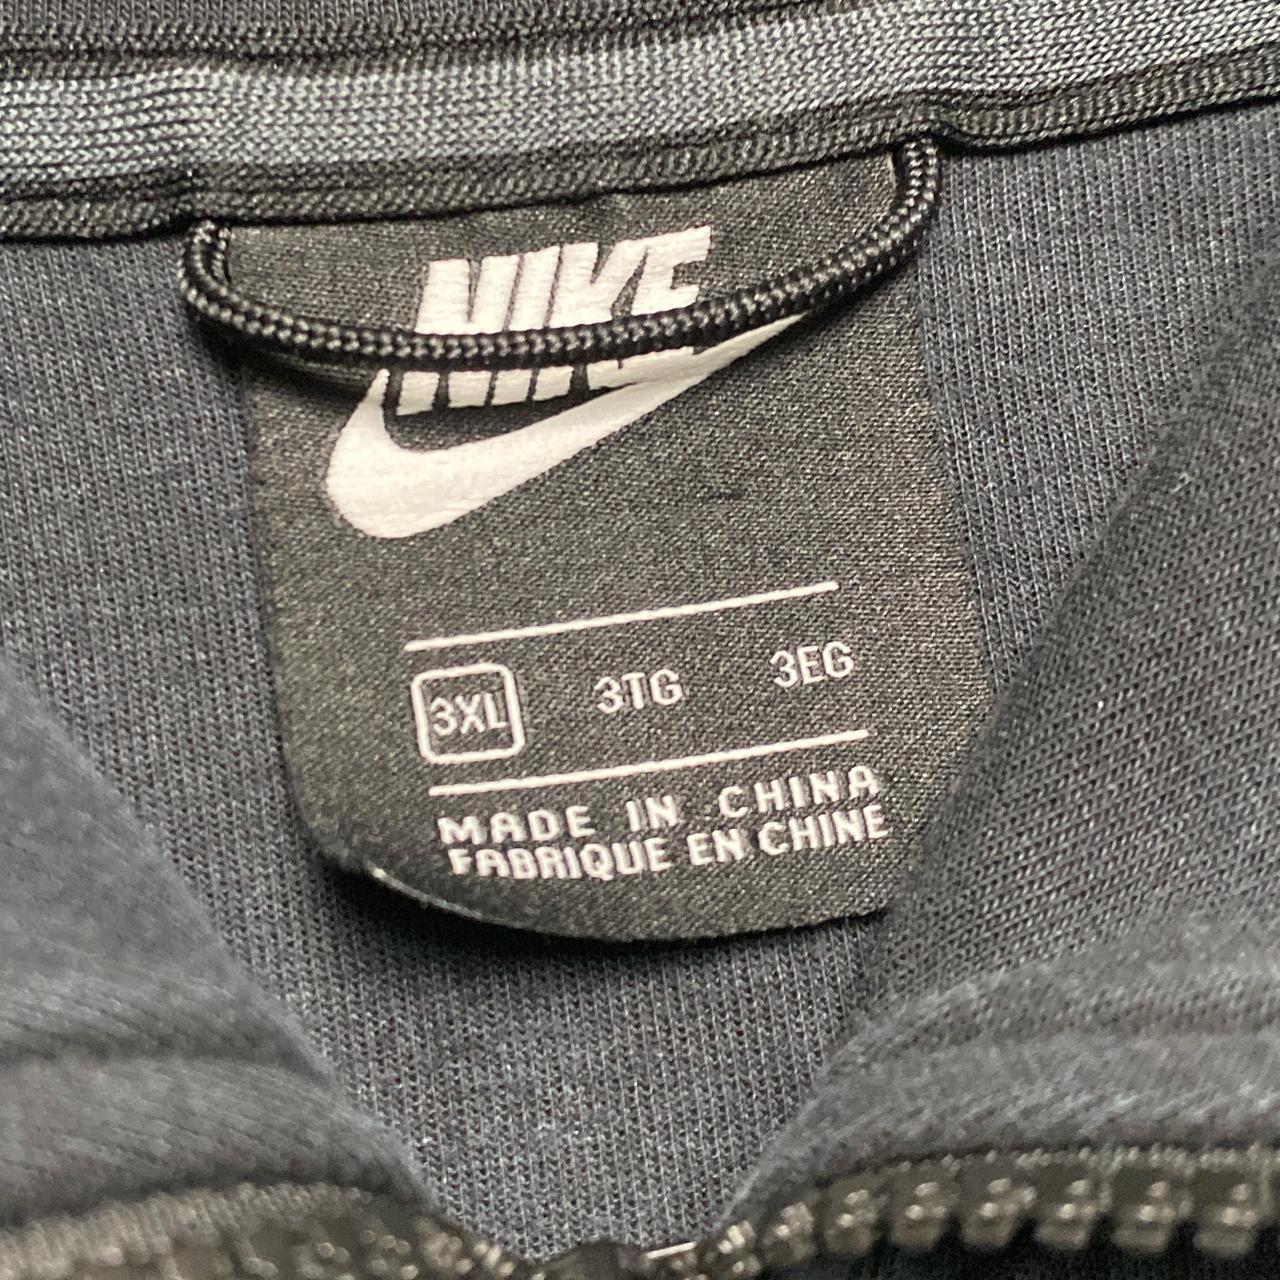 NIKE
3XL 3TG 3EG
MADE IN CHINA
FABRIQUE EN CHINE